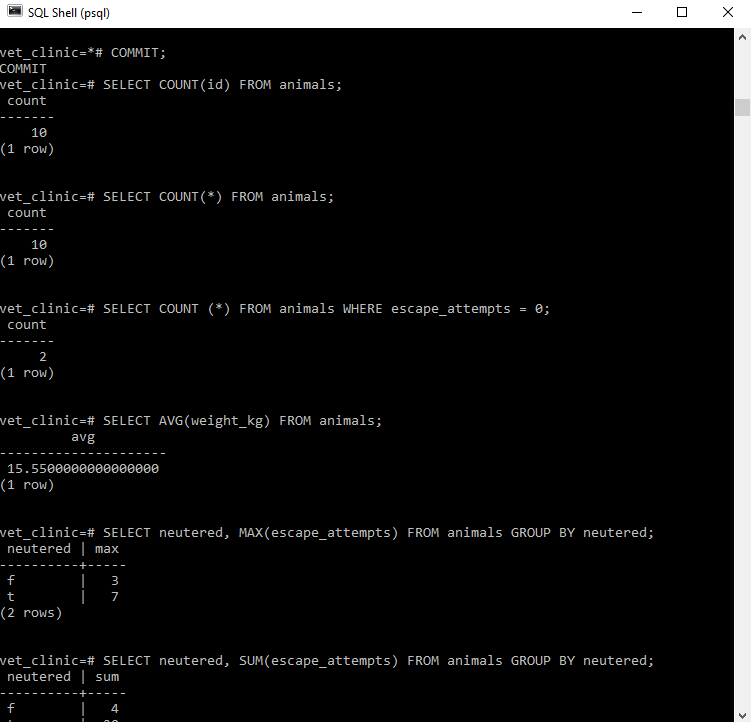 SQL Shell (psql)
vet_clinic=*# COMMIT;
COMMIT
vet_clinic=# SELECT COUNT(id) FROM animals;
 count
-------
    10
(1 row)
vet_clinic=# SELECT COUNT(*) FROM animals;
 count
-------
    10
(1 row)
vet_clinic=# SELECT COUNT (*) FROM animals WHERE escape_attempts = 0;
 count
-------
     2
(1 row)
vet_clinic=# SELECT AVG(weight_kg) FROM animals;
         avg
---------------------
 15.5500000000000000
(1 row)
vet_clinic=# SELECT neutered, MAX(escape_attempts) FROM animals GROUP BY neutered;
 neutered | max
----------+-----
 f        |   3
 t        |   7
(2 rows)
vet_clinic=# SELECT neutered, SUM(escape_attempts) FROM animals GROUP BY neutered;
 neutered | sum
----------+-----
 f        |   4